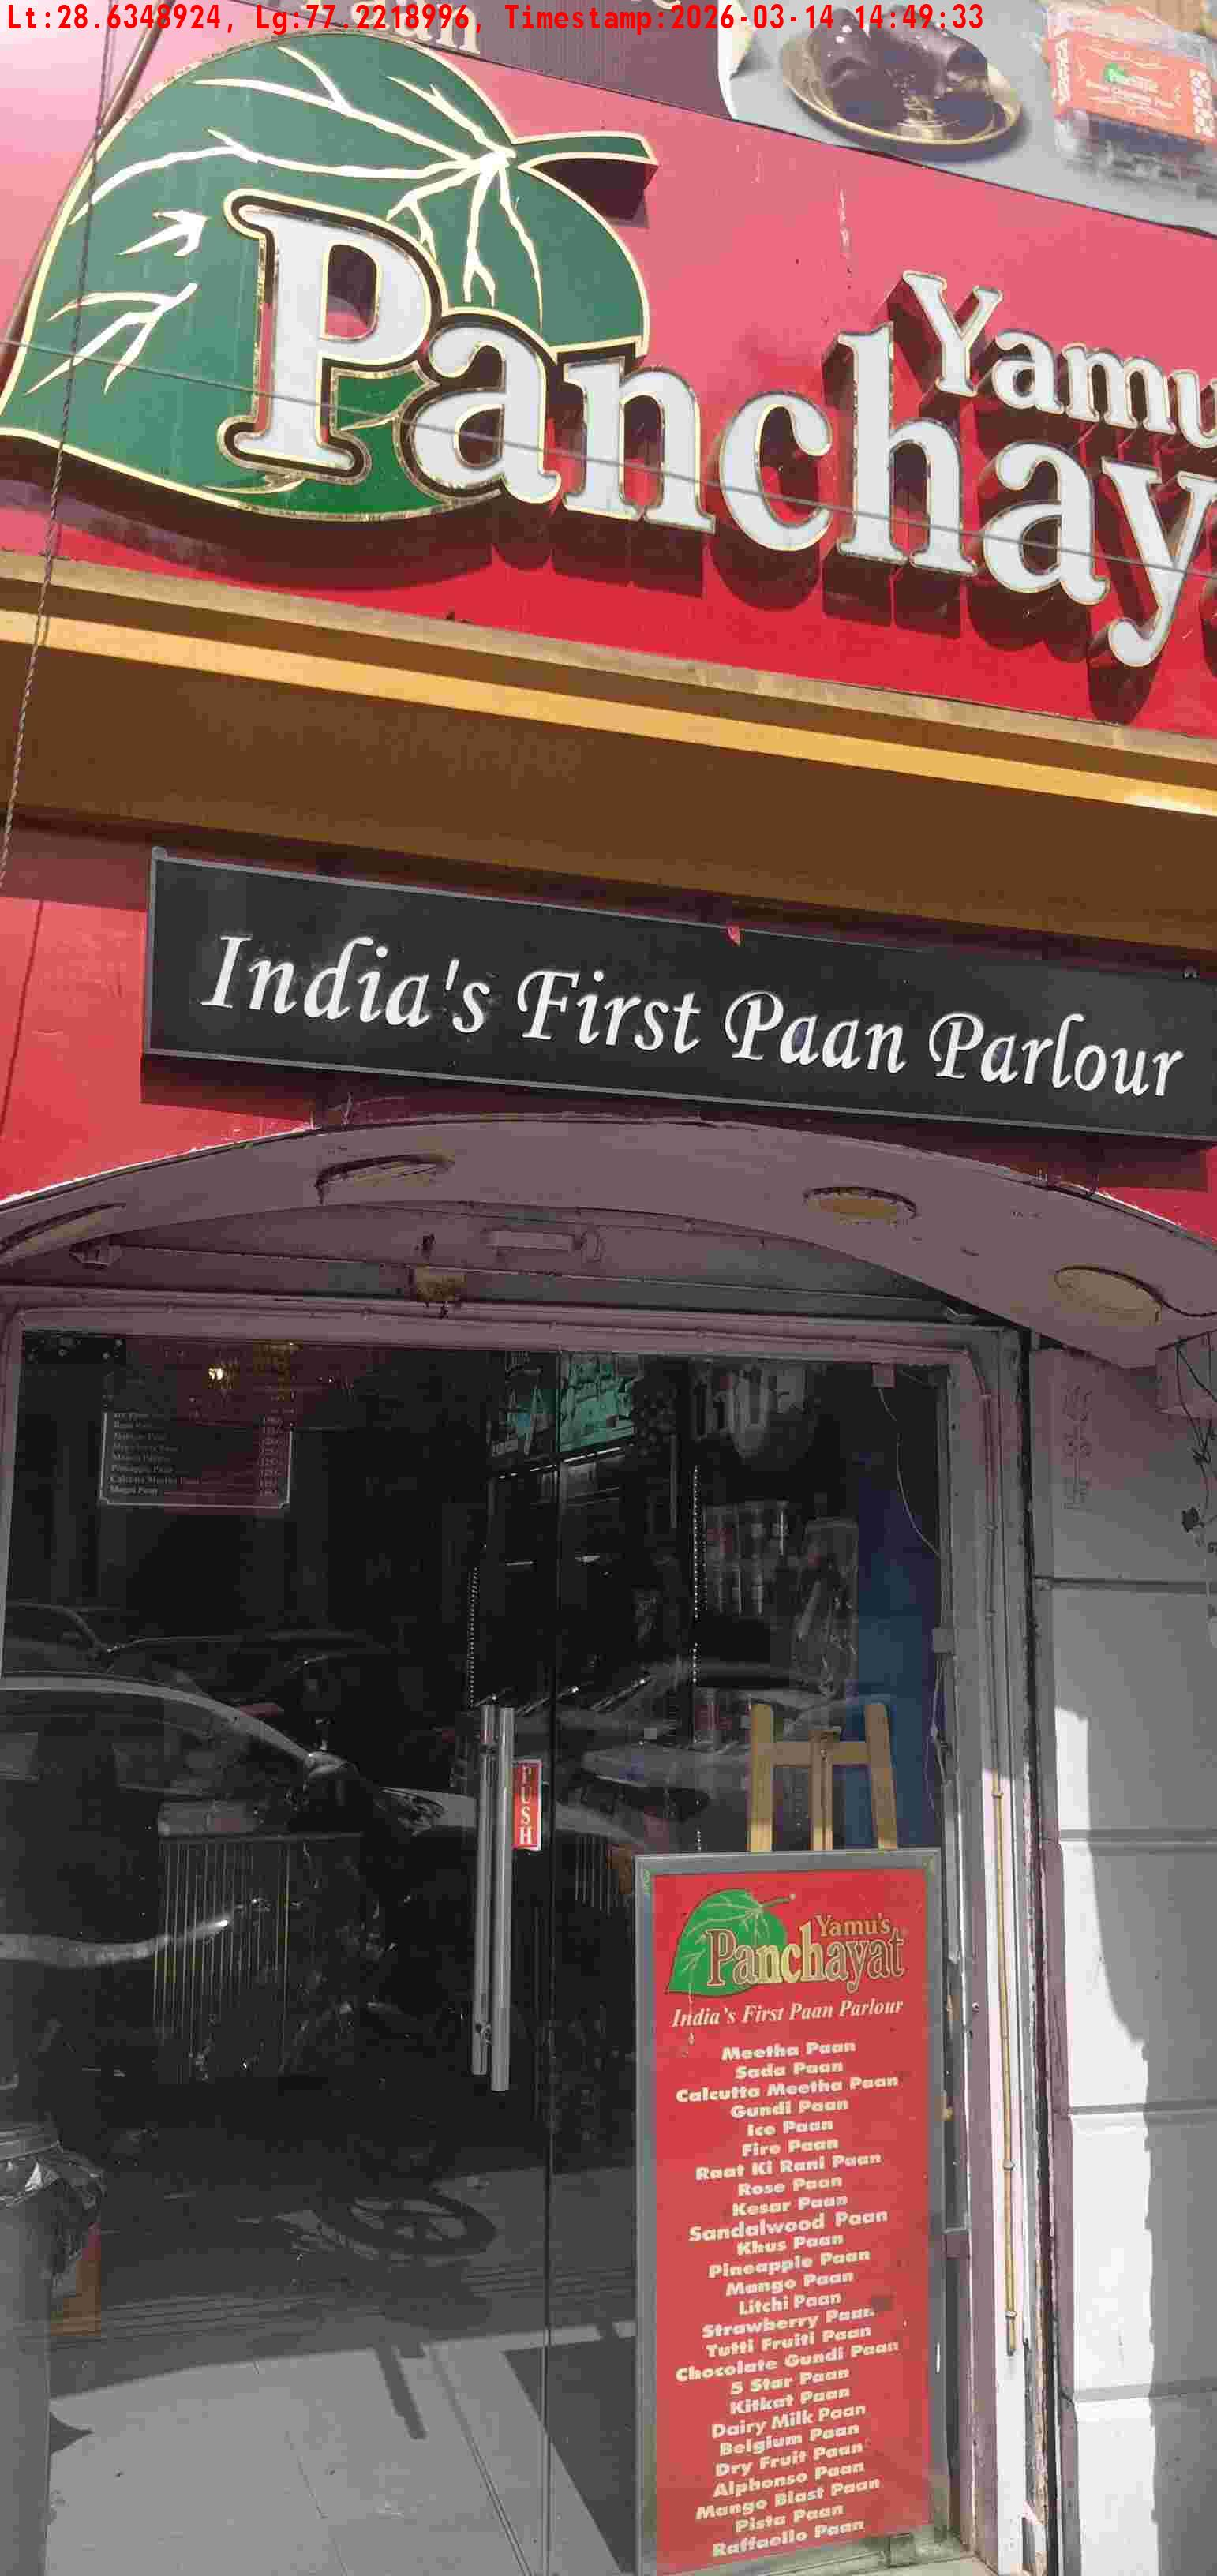 Lt:28.6348924, Lg:77.2218996, Timestamp:2026-03-14 14:49:33
Yamu
Panchay
India's First Paan Parlour
PUSH
Yamu's
Panchayat
India's First Paan Parlour
Meetha Paan
Sada Paan
Calcutta Meetha Paan
Gundi Paan
Ice Paan
Fire Paan
Raat Ki Rani Paan
Rose Paan
Kesar Paan
Sandalwood Paan
Khus Paan
Pineapple Paan
Mango Paan
Litchi Paan
Strawberry Paan
Tutti Fruiti Paan
Chocolate Gundi Paan
5 Star Paan
Kitkat Paan
Dairy Milk Paan
Belgium Paan
Dry Fruit Paan
Alphonso Paan
Mango Blast Paan
Pista Paan
Raffaello Paan